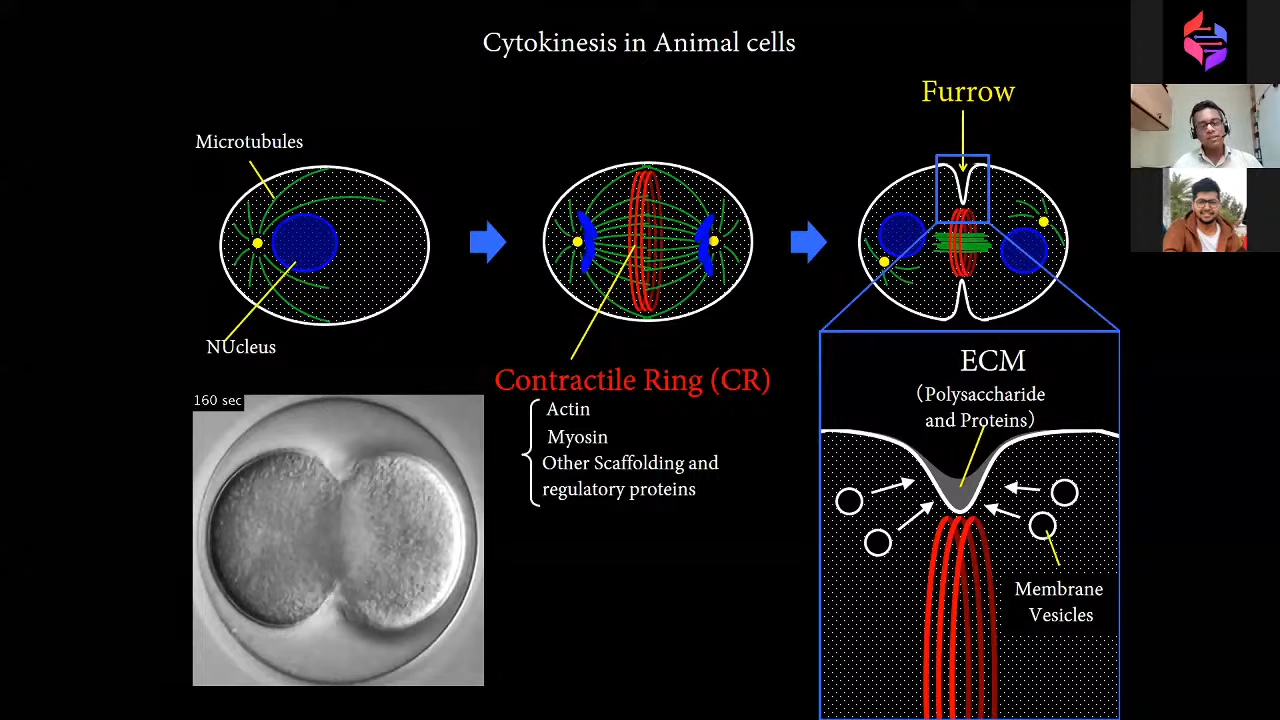 Cytokinesis in Animal cells
Furrow
Microtubules
NUcleus
Contractile Ring (CR)
Actin
Myosin
Other Scaffolding and
regulatory proteins
160 sec
ECM
(Polysaccharide
and Proteins)
Membrane
Vesicles